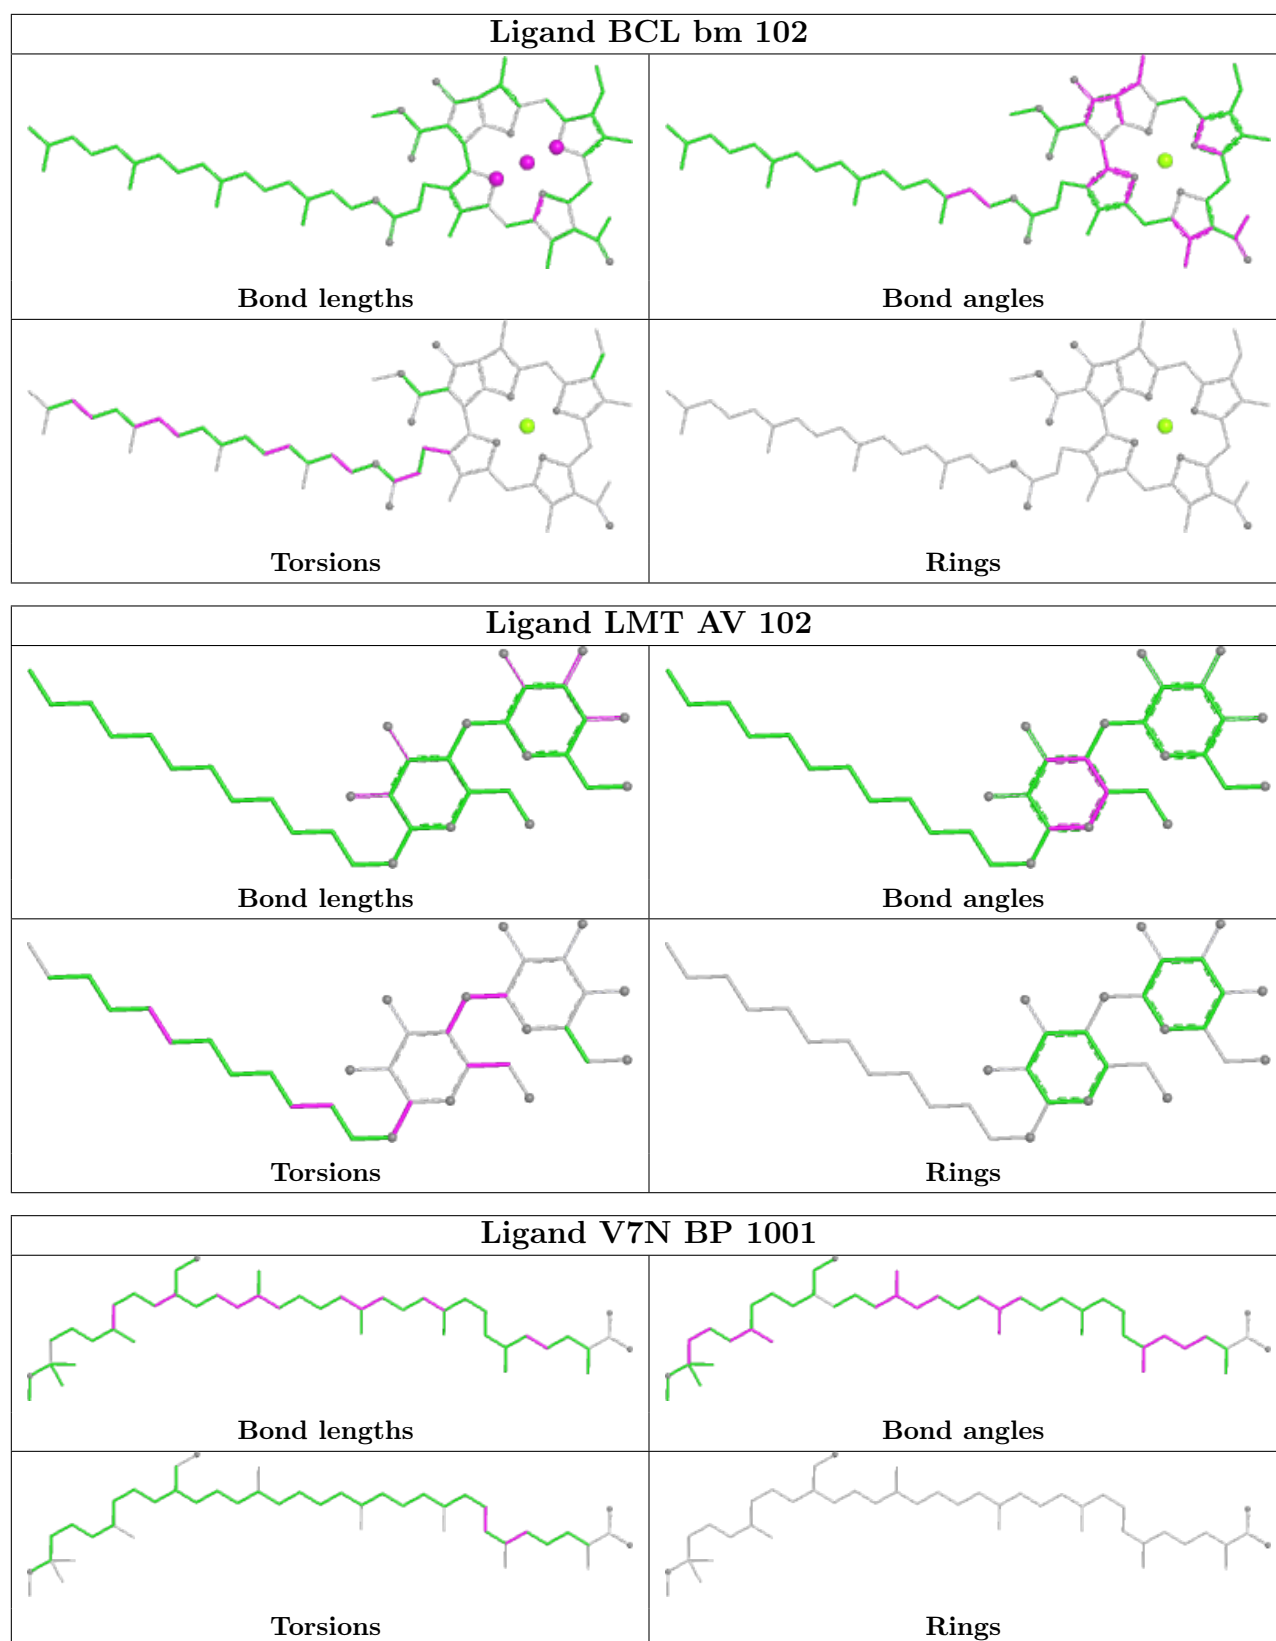 Ligand BCL bm 102
Bond lengths
Bond angles
Torsions
Rings
Ligand LMT AV 102
Bond lengths
Bond angles
Torsions
Rings
Ligand V7N BP 1001
Bond lengths
Bond angles
Torsions
Rings